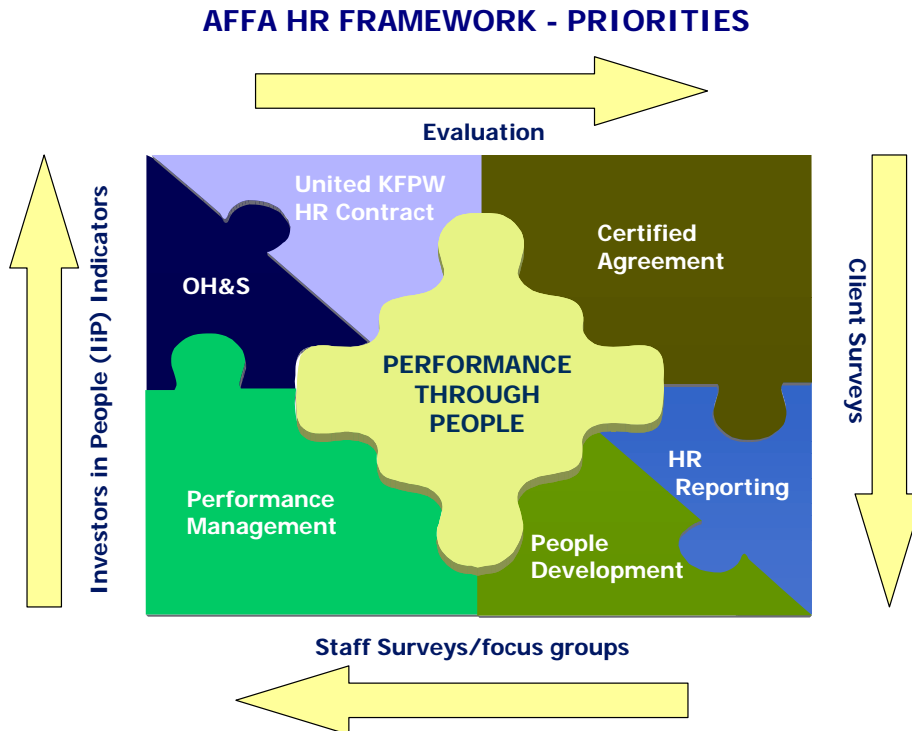 AFFA HR FRAMEWORK - PRIORITIES
Evaluation
Investors in People (IiP) Indicators
United KFPW
HR Contract
Certified
Agreement
OH&S
Client Surveys
PERFORMANCE
THROUGH
PEOPLE
HR
Reporting
Performance
Management
People
Development
Staff Surveys/focus groups